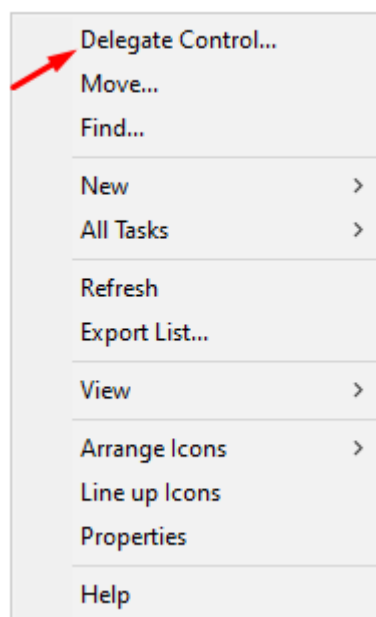 Delegate Control...
Move...
Find...
New
All Tasks
Refresh
Export List...
View
Arrange Icons
Line up Icons
Properties
Help